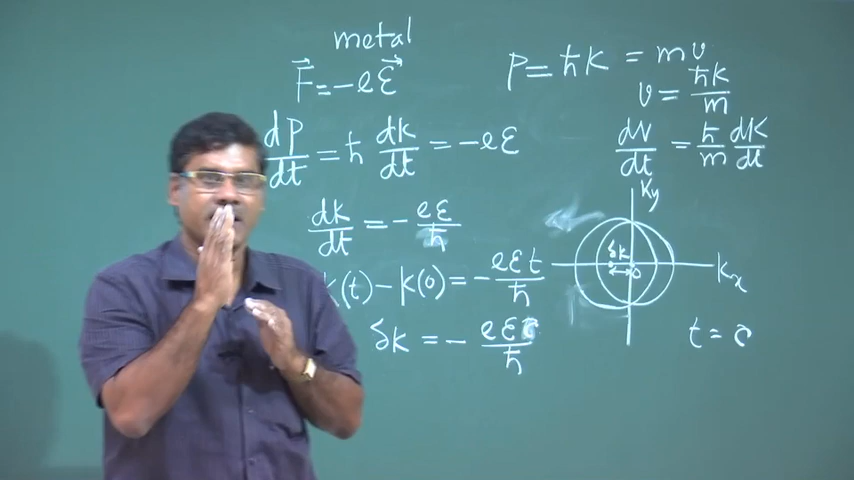 metal
F⃗ = -eℰ⃗
dp/dt = ℏ dk/dt = -eℰ
dk/dt = - eℰ/ℏ
k(t) - k(0) = - eℰt/ℏ
δk = - eℰτ/ℏ
P = ℏk = mv
v = ℏk/m
dv/dt = ℏ/m dk/dt
Ky
δk
0
Kx